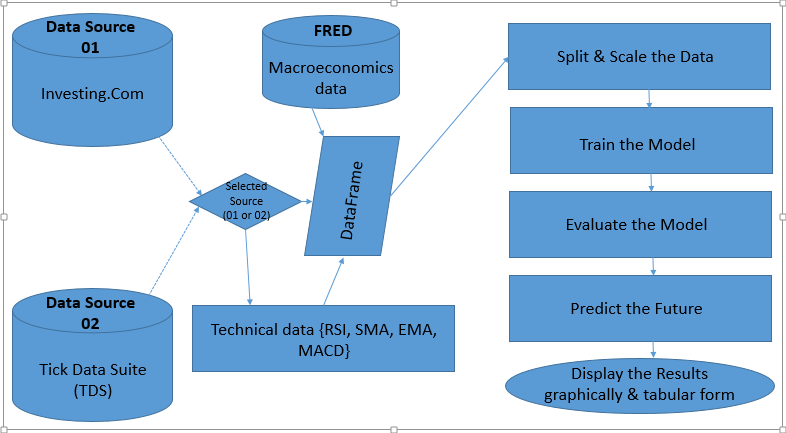 Data Source
01
Investing.Com
FRED
Macroeconomics
data
Selected
Source
(01 or 02)
DataFrame
Data Source
02
Tick Data Suite
(TDS)
Technical data {RSI, SMA, EMA,
MACD}
Split & Scale the Data
Train the Model
Evaluate the Model
Predict the Future
Display the Results
graphically & tabular form